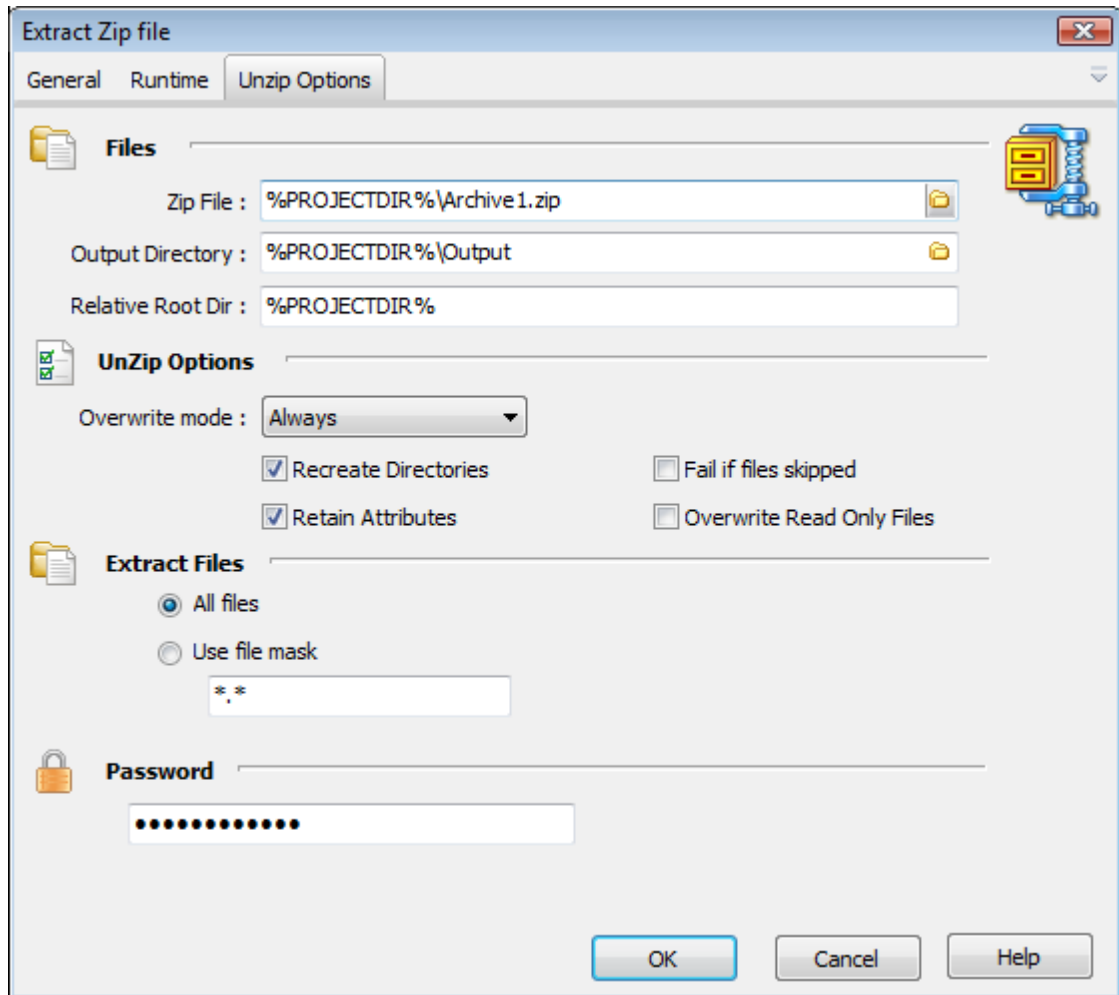 Extract Zip file
General Runtime Unzip Options
Files
Zip File : %PROJECTDIR%\Archive1.zip
Output Directory : %PROJECTDIR%\Output
Relative Root Dir : %PROJECTDIR%
UnZip Options
Overwrite mode : Always
Recreate Directories Fail if files skipped
Retain Attributes Overwrite Read Only Files
Extract Files
All files
Use file mask
*.*
Password
••••••••••••
OK Cancel Help